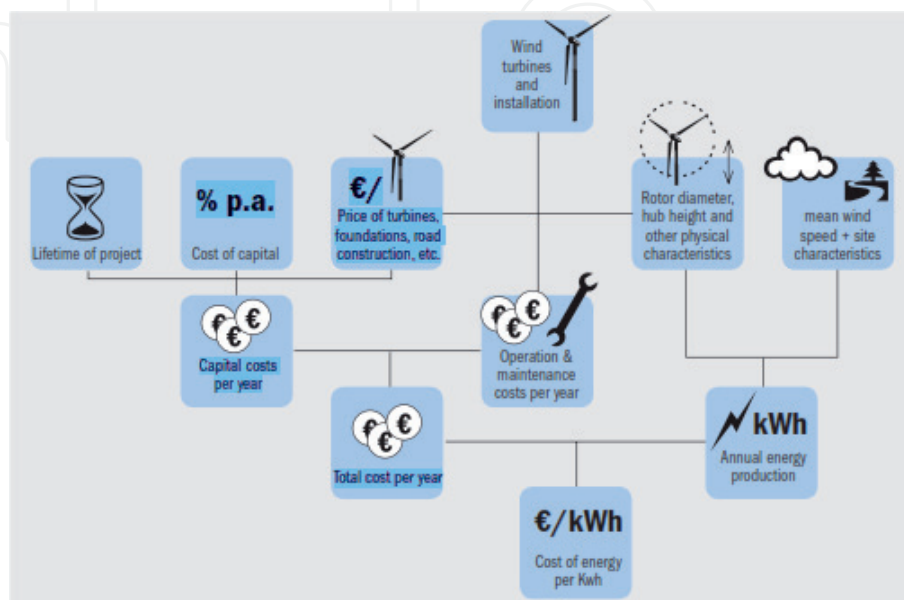 Wind
turbines
and
installation
Lifetime of project
% p.a.
Cost of capital
€/
Price of turbines,
foundations, road
construction, etc.
Rotor diameter,
hub height and
other physical
characteristics
mean wind
speed + site
characteristics
€ € €
Capital costs
per year
€ € €
Operation &
maintenance
costs per year
€ € €
Total cost per year
kWh
Annual energy
production
€/kWh
Cost of energy
per Kwh